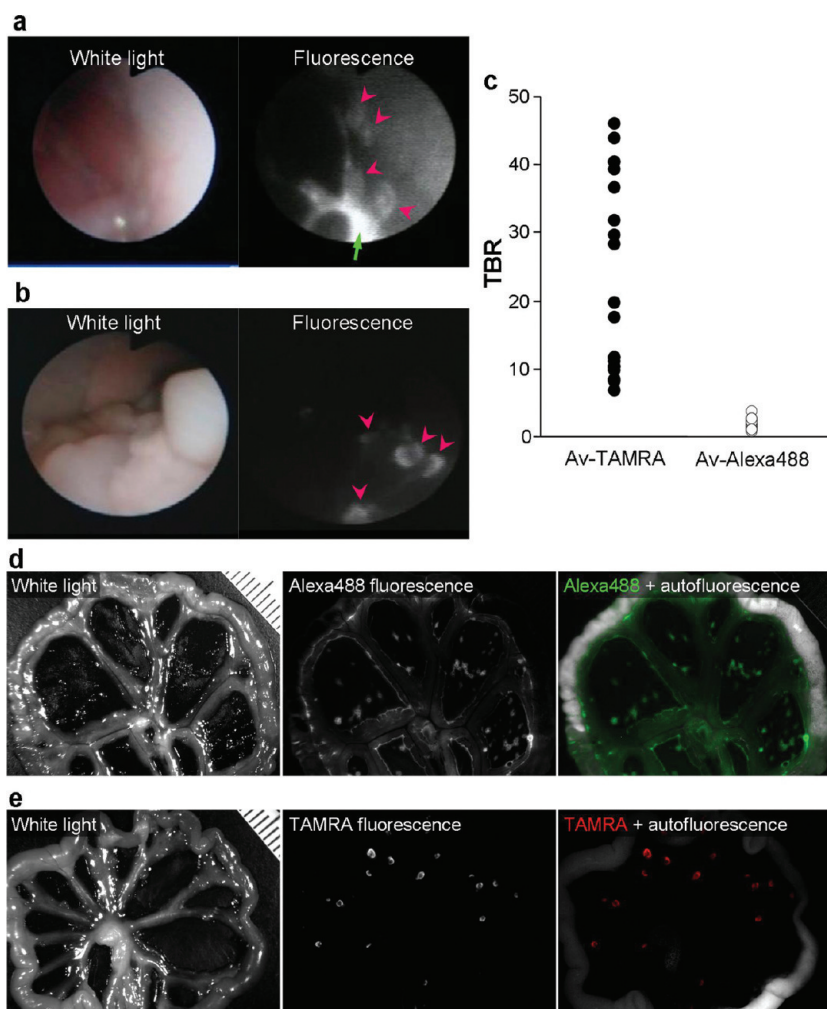 a
White light
Fluorescence
b
White light
Fluorescence
c
TBR
50
40
30
20
10
0
Av-TAMRA
Av-Alexa488
d
White light
Alexa488 fluorescence
Alexa488 + autofluorescence
e
White light
TAMRA fluorescence
TAMRA + autofluorescence